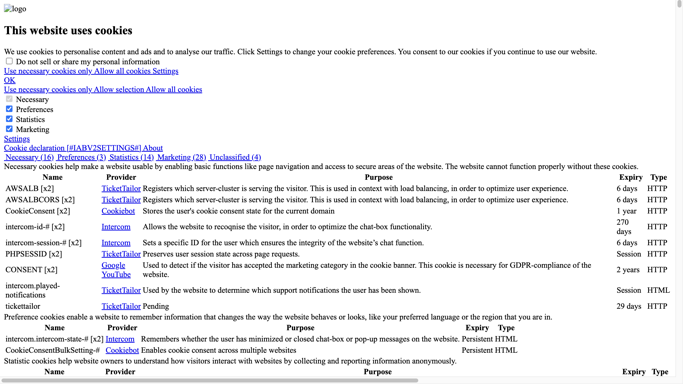 logo
This website uses cookies
We use cookies to personalise content and ads and to analyse our traffic. Click Settings to change your cookie preferences. You consent to our cookies if you continue to use our website.
Do not sell or share my personal information
Use necessary cookies only Allow all cookies Settings
OK
Use necessary cookies only Allow selection Allow all cookies
Necessary
Preferences
Statistics
Marketing
Settings
Cookie declaration [#IABV2SETTINGS#] About
Necessary (16) Preferences (3) Statistics (14) Marketing (28) Unclassified (4)
Necessary cookies help make a website usable by enabling basic functions like page navigation and access to secure areas of the website. The website cannot function properly without these cookies.
Name Provider Purpose Expiry Type
AWSALB [x2] TicketTailor Registers which server-cluster is serving the visitor. This is used in context with load balancing, in order to optimize user experience. 6 days HTTP
AWSALBCORS [x2] TicketTailor Registers which server-cluster is serving the visitor. This is used in context with load balancing, in order to optimize user experience. 6 days HTTP
CookieConsent [x2] Cookiebot Stores the user's cookie consent state for the current domain 1 year HTTP
intercom-id-# [x2] Intercom Allows the website to recoqnise the visitor, in order to optimize the chat-box functionality. 270 days HTTP
intercom-session-# [x2] Intercom Sets a specific ID for the user which ensures the integrity of the website's chat function. 6 days HTTP
PHPSESSID [x2] TicketTailor Preserves user session state across page requests. Session HTTP
CONSENT [x2] Google YouTube Used to detect if the visitor has accepted the marketing category in the cookie banner. This cookie is necessary for GDPR-compliance of the website. 2 years HTTP
intercom.played-notifications TicketTailor Used by the website to determine which support notifications the user has been shown. Session HTML
tickettailor TicketTailor Pending 29 days HTTP
Preference cookies enable a website to remember information that changes the way the website behaves or looks, like your preferred language or the region that you are in.
Name Provider Purpose Expiry Type
intercom.intercom-state-# [x2] Intercom Remembers whether the user has minimized or closed chat-box or pop-up messages on the website. Persistent HTML
CookieConsentBulkSetting-# Cookiebot Enables cookie consent across multiple websites Persistent HTML
Statistic cookies help website owners to understand how visitors interact with websites by collecting and reporting information anonymously.
Name Provider Purpose Expiry Type